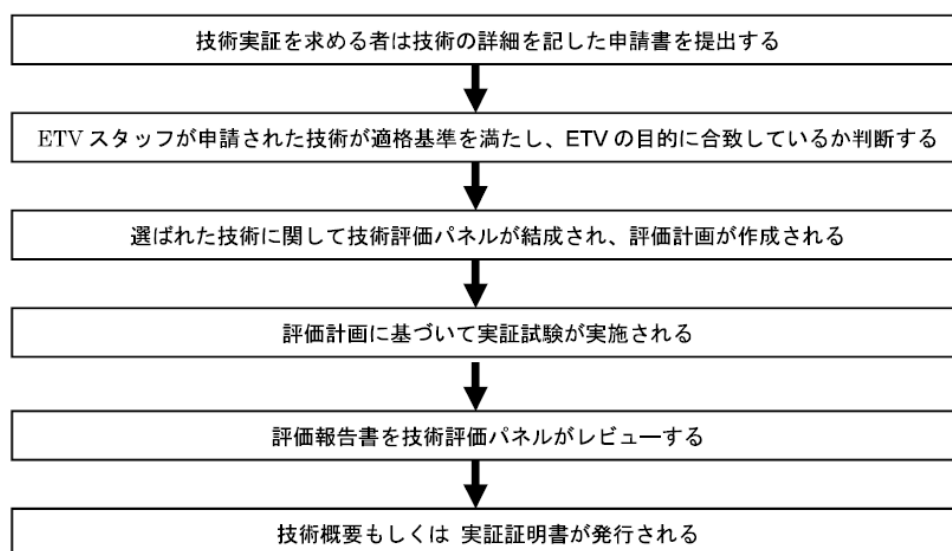 技術実証を求める者は技術の詳細を記した申請書を提出する
ETV スタッフが申請された技術が適格基準を満たし、ETV の目的に合致しているか判断する
選ばれた技術に関して技術評価パネルが結成され、評価計画が作成される
評価計画に基づいて実証試験が実施される
評価報告書を技術評価パネルがレビューする
技術概要もしくは 実証証明書が発行される